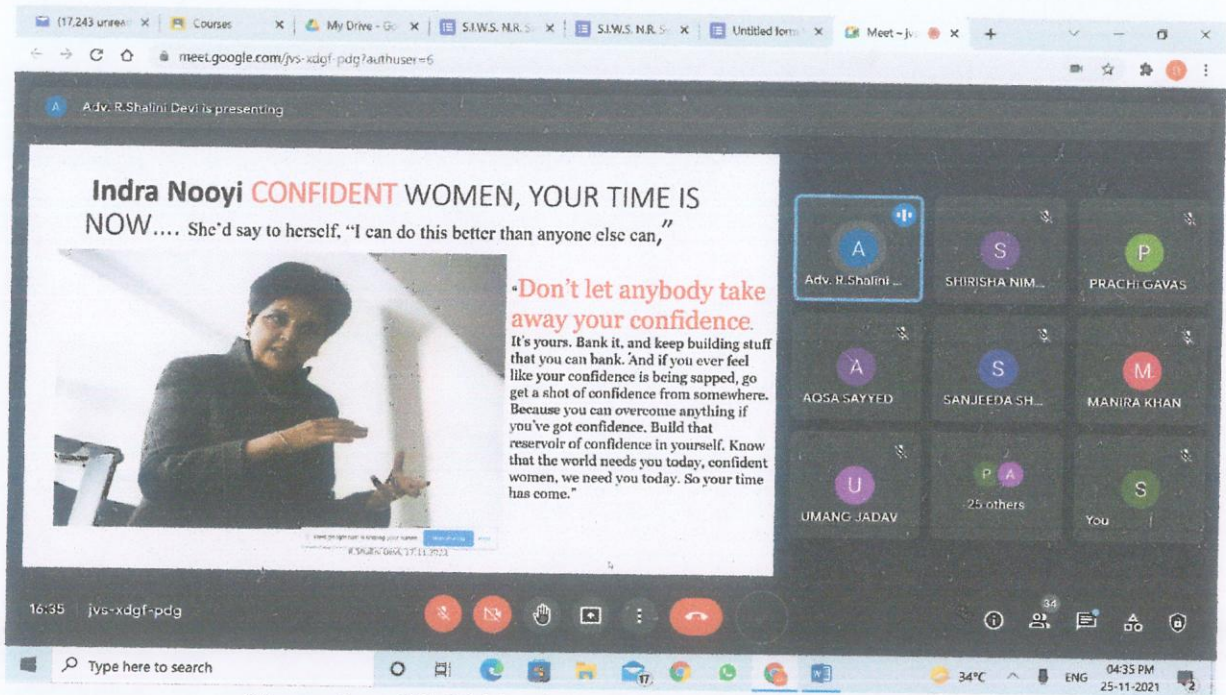 (17,243 unrea
Courses
My Drive - Go
S.I.W.S. N.R. S
S.I.W.S. N.R. S
Untitled form
Meet – jv
meet.google.com/jvs-xdgf-pdg?authuser=6
A Adv. R.Shalini Devi is presenting
Indra Nooyi CONFIDENT WOMEN, YOUR TIME IS
NOW.... She'd say to herself, “I can do this better than anyone else can,”
“Don’t let anybody take
away your confidence.
It's yours. Bank it, and keep building stuff
that you can bank. And if you ever feel
like your confidence is being sapped, go
get a shot of confidence from somewhere.
Because you can overcome anything if
you've got confidence. Build that
reservoir of confidence in yourself. Know
that the world needs you today, confident
women, we need you today. So your time
has come."
A
Adv. R.Shalini ...
S
SHIRISHA NIM...
P
PRACHI GAVAS
A
AQSA SAYYED
S
SANJEEDA SH...
M
MANIRA KHAN
U
UMANG JADAV
P A
25 others
S
You
16:35 | jvs-xdgf-pdg
34
Type here to search
17
34°C
ENG
04:35 PM
25-11-2021
2